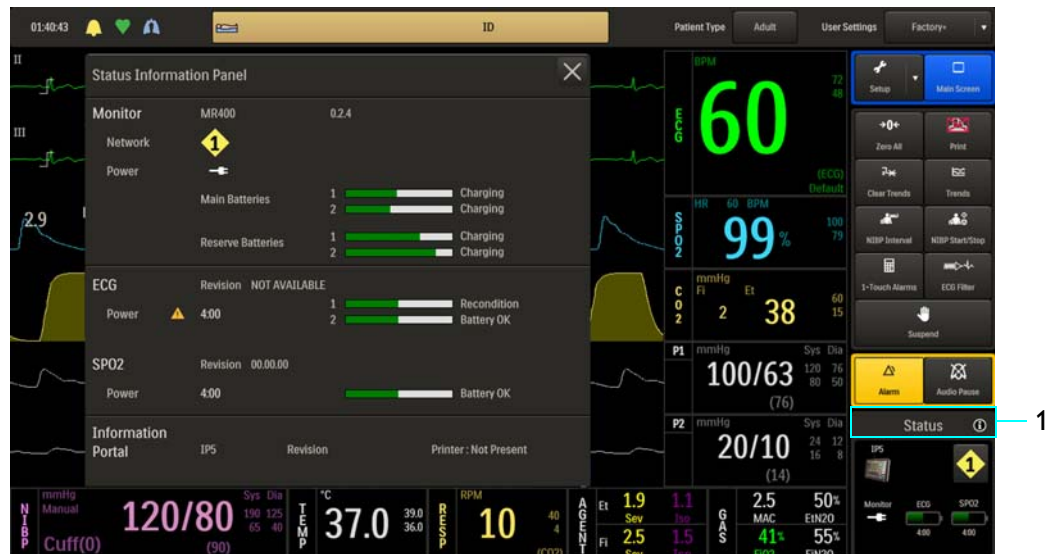 01:40:43 ID Patient Type Adult User Settings Factory*
II
III
2.9
Status Information Panel
Monitor MR400 0.2.4
Network 1
Power
Main Batteries 1 Charging
2 Charging
Reserve Batteries 1 Charging
2 Charging
ECG Revision NOT AVAILABLE
Power 4:00 1 Recondition
2 Battery OK
SPO2 Revision 00.00.00
Power 4:00 Battery OK
Information
Portal IP5 Revision Printer : Not Present
ECG BPM 60 72
48
(ECG)
Default
SPO2 HR 60 BPM
99% 100
79
CO2 mmHg
Fi Et
2 38 60
15
P1 mmHg Sys Dia
100/63 120 76
80 50
(76)
P2 mmHg Sys Dia
20/10 24 12
16 8
(14)
Setup Main Screen
→0← 
Zero All Print
Clear Trends Trends
NIBP Interval NIBP Start/Stop
1-Touch Alarms ECG Filter
Suspend
Alarm Audio Pause
Status 1
IP5 1
Monitor ECG SPO2
4:00 4:00
NIBP mmHg Sys Dia
Manual 120/80 190 125
65 40
Cuff(0) (90)
TEMP °C 37.0 39.0
36.0
RESP RPM 10 40
4
(CO2)
AGENT Et 1.9 1.1
Sev Iso
Fi 2.5 1.5
Sev Iso
GAS 2.5 50%
MAC EtN2O
41% 55%
FiO2 FiN2O